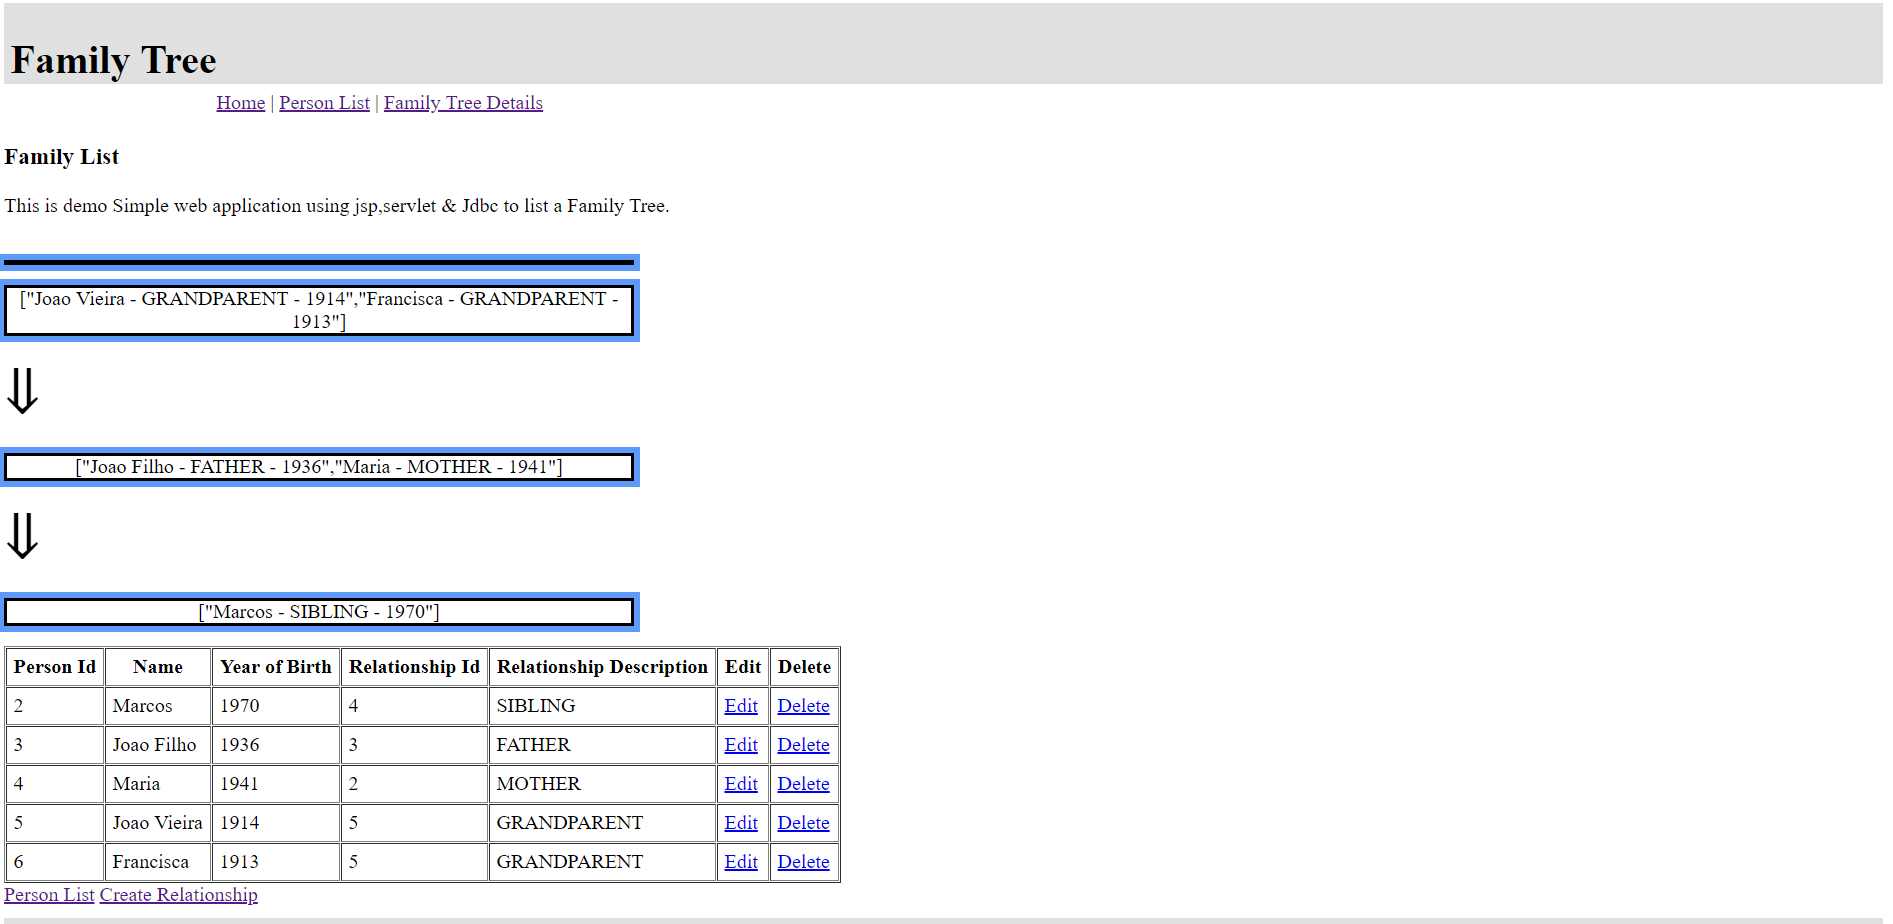 Family Tree
Home | Person List | Family Tree Details
Family List
This is demo Simple web application using jsp,servlet & Jdbc to list a Family Tree.
["Joao Vieira - GRANDPARENT - 1914","Francisca - GRANDPARENT -
1913"]
⇓
["Joao Filho - FATHER - 1936","Maria - MOTHER - 1941"]
⇓
["Marcos - SIBLING - 1970"]
Person Id Name Year of Birth Relationship Id Relationship Description Edit Delete
2 Marcos 1970 4 SIBLING Edit Delete
3 Joao Filho 1936 3 FATHER Edit Delete
4 Maria 1941 2 MOTHER Edit Delete
5 Joao Vieira 1914 5 GRANDPARENT Edit Delete
6 Francisca 1913 5 GRANDPARENT Edit Delete
Person List Create Relationship